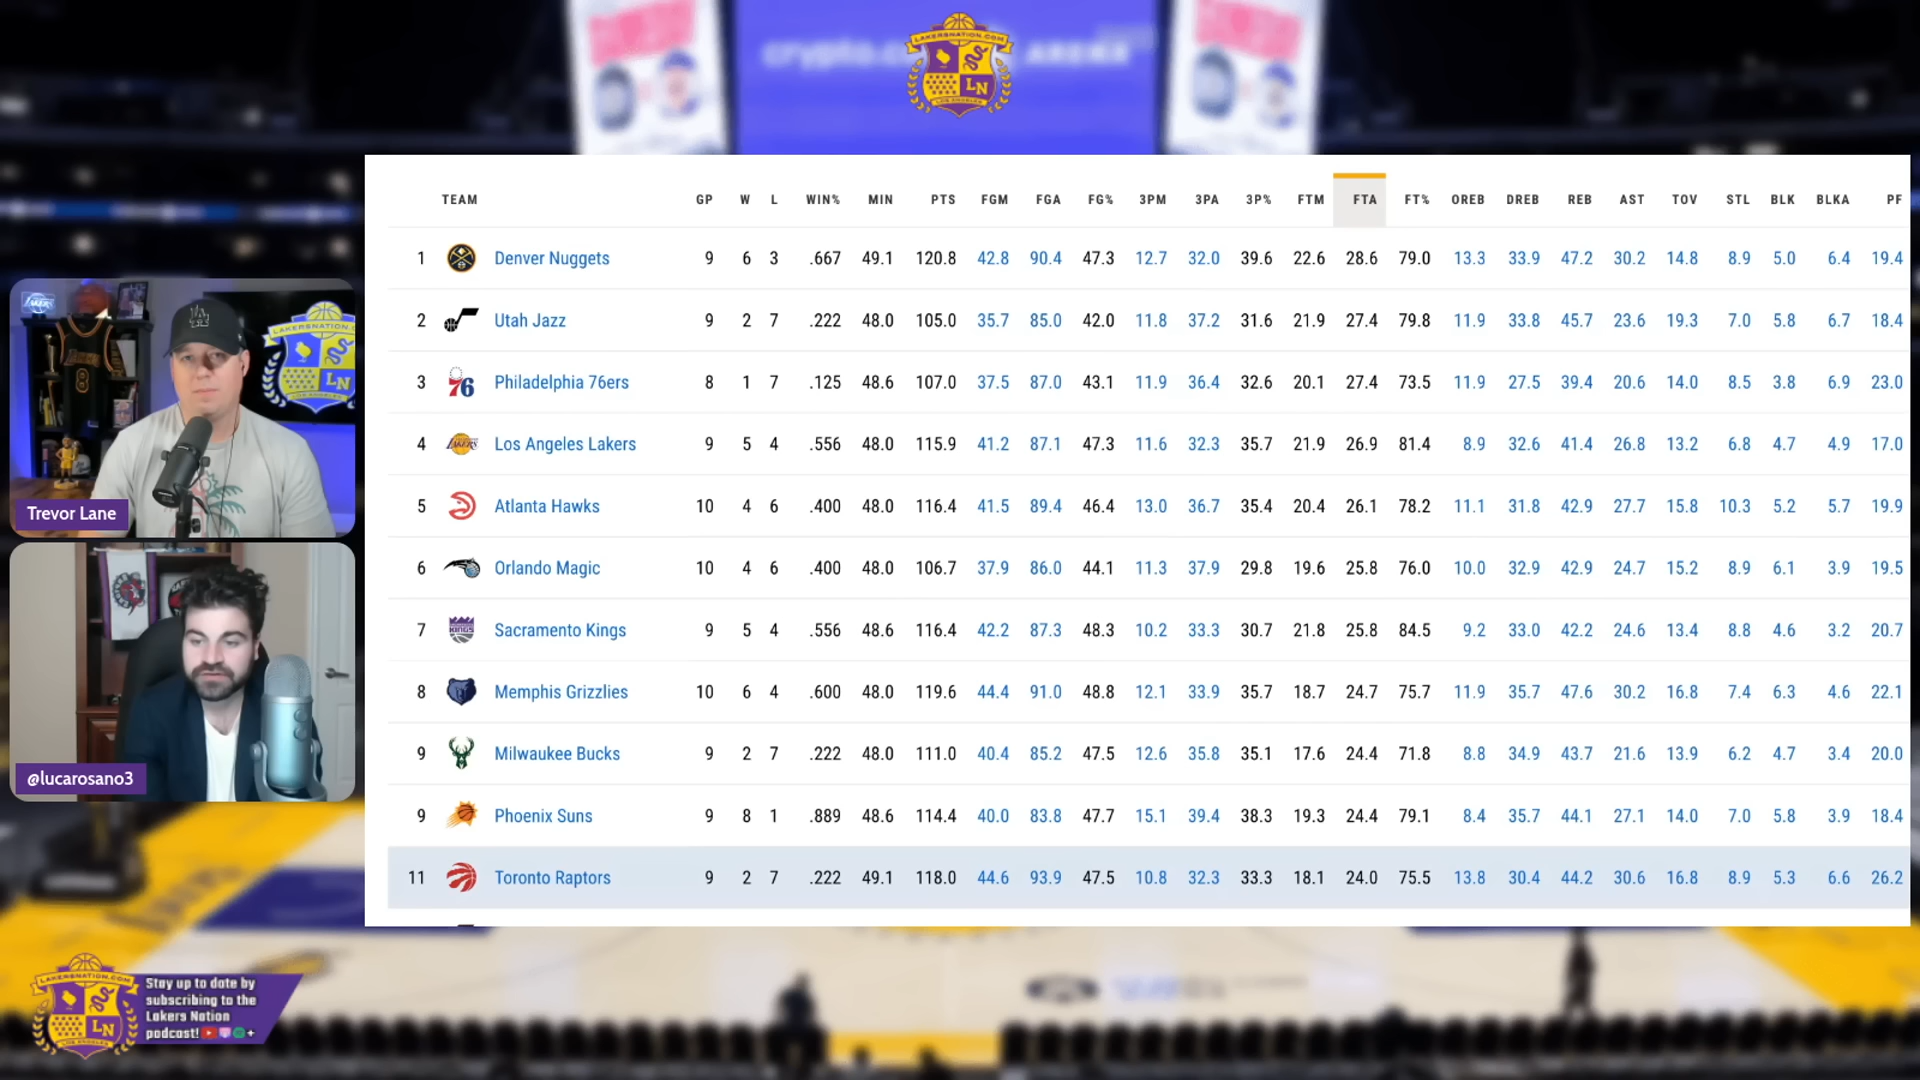 LAKERSNATION.COM
LN
LOS ANGELES
crypto.c
ARENA
TEAM GP W L WIN% MIN PTS FGM FGA FG% 3PM 3PA 3P% FTM FTA FT% OREB DREB REB AST TOV STL BLK BLKA PF
1 Denver Nuggets 9 6 3 .667 49.1 120.8 42.8 90.4 47.3 12.7 32.0 39.6 22.6 28.6 79.0 13.3 33.9 47.2 30.2 14.8 8.9 5.0 6.4 19.4
2 Utah Jazz 9 2 7 .222 48.0 105.0 35.7 85.0 42.0 11.8 37.2 31.6 21.9 27.4 79.8 11.9 33.8 45.7 23.6 19.3 7.0 5.8 6.7 18.4
3 76 Philadelphia 76ers 8 1 7 .125 48.6 107.0 37.5 87.0 43.1 11.9 36.4 32.6 20.1 27.4 73.5 11.9 27.5 39.4 20.6 14.0 8.5 3.8 6.9 23.0
4 LAKERS Los Angeles Lakers 9 5 4 .556 48.0 115.9 41.2 87.1 47.3 11.6 32.3 35.7 21.9 26.9 81.4 8.9 32.6 41.4 26.8 13.2 6.8 4.7 4.9 17.0
5 Atlanta Hawks 10 4 6 .400 48.0 116.4 41.5 89.4 46.4 13.0 36.7 35.4 20.4 26.1 78.2 11.1 31.8 42.9 27.7 15.8 10.3 5.2 5.7 19.9
6 Orlando Magic 10 4 6 .400 48.0 106.7 37.9 86.0 44.1 11.3 37.9 29.8 19.6 25.8 76.0 10.0 32.9 42.9 24.7 15.2 8.9 6.1 3.9 19.5
7 KINGS Sacramento Kings 9 5 4 .556 48.6 116.4 42.2 87.3 48.3 10.2 33.3 30.7 21.8 25.8 84.5 9.2 33.0 42.2 24.6 13.4 8.8 4.6 3.2 20.7
8 Memphis Grizzlies 10 6 4 .600 48.0 119.6 44.4 91.0 48.8 12.1 33.9 35.7 18.7 24.7 75.7 11.9 35.7 47.6 30.2 16.8 7.4 6.3 4.6 22.1
9 Milwaukee Bucks 9 2 7 .222 48.0 111.0 40.4 85.2 47.5 12.6 35.8 35.1 17.6 24.4 71.8 8.8 34.9 43.7 21.6 13.9 6.2 4.7 3.4 20.0
9 Phoenix Suns 9 8 1 .889 48.6 114.4 40.0 83.8 47.7 15.1 39.4 38.3 19.3 24.4 79.1 8.4 35.7 44.1 27.1 14.0 7.0 5.8 3.9 18.4
11 Toronto Raptors 9 2 7 .222 49.1 118.0 44.6 93.9 47.5 10.8 32.3 33.3 18.1 24.0 75.5 13.8 30.4 44.2 30.6 16.8 8.9 5.3 6.6 26.2
LAKERS
LA
8
LAKERSNATION
LN
LOS ANGELES
Trevor Lane
@lucarosano3
LAKERSNATION.COM
LN
LOS ANGELES
Stay up to date by
subscribing to the
Lakers Nation
podcast! +